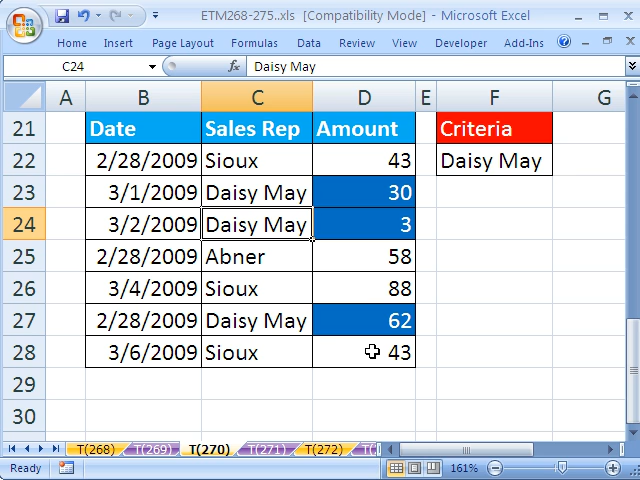 ETM268-275..xls [Compatibility Mode] - Microsoft Excel
Home Insert Page Layout Formulas Data Review View Developer Add-Ins
C24 fx Daisy May
A B C D E F G
21 Date Sales Rep Amount Criteria
22 2/28/2009 Sioux 43 Daisy May
23 3/1/2009 Daisy May 30
24 3/2/2009 Daisy May 3
25 2/28/2009 Abner 58
26 3/4/2009 Sioux 88
27 2/28/2009 Daisy May 62
28 3/6/2009 Sioux 43
29
30
T(268) T(269) T(270) T(271) T(272)
Ready 161%